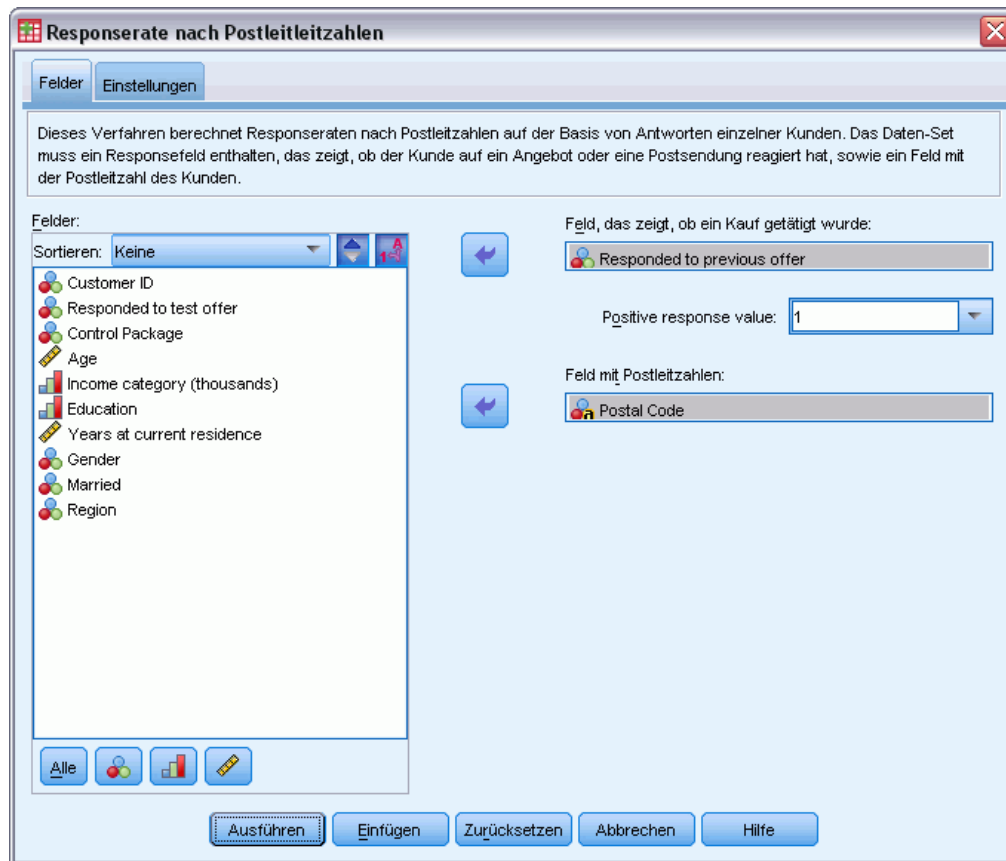 Responserate nach Postleitleitzahlen
Felder
Einstellungen
Dieses Verfahren berechnet Responseraten nach Postleitzahlen auf der Basis von Antworten einzelner Kunden. Das Daten-Set
muss ein Responsefeld enthalten, das zeigt, ob der Kunde auf ein Angebot oder eine Postsendung reagiert hat, sowie ein Feld mit
der Postleitzahl des Kunden.
Felder:
Sortieren: Keine
Customer ID
Responded to test offer
Control Package
Age
Income category (thousands)
Education
Years at current residence
Gender
Married
Region
Alle
Feld, das zeigt, ob ein Kauf getätigt wurde:
Responded to previous offer
Positive response value: 1
Feld mit Postleitzahlen:
Postal Code
Ausführen
Einfügen
Zurücksetzen
Abbrechen
Hilfe